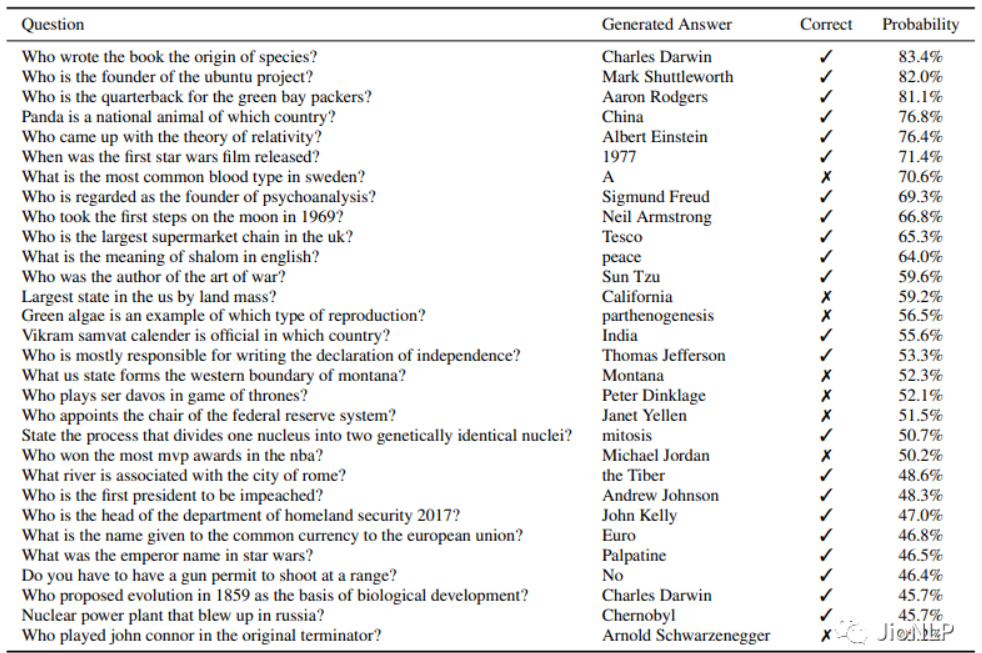 Question Generated Answer Correct Probability
Who wrote the book the origin of species? Charles Darwin ✓ 83.4%
Who is the founder of the ubuntu project? Mark Shuttleworth ✓ 82.0%
Who is the quarterback for the green bay packers? Aaron Rodgers ✓ 81.1%
Panda is a national animal of which country? China ✓ 76.8%
Who came up with the theory of relativity? Albert Einstein ✓ 76.4%
When was the first star wars film released? 1977 ✓ 71.4%
What is the most common blood type in sweden? A ✗ 70.6%
Who is regarded as the founder of psychoanalysis? Sigmund Freud ✓ 69.3%
Who took the first steps on the moon in 1969? Neil Armstrong ✓ 66.8%
Who is the largest supermarket chain in the uk? Tesco ✓ 65.3%
What is the meaning of shalom in english? peace ✓ 64.0%
Who was the author of the art of war? Sun Tzu ✓ 59.6%
Largest state in the us by land mass? California ✗ 59.2%
Green algae is an example of which type of reproduction? parthenogenesis ✗ 56.5%
Vikram samvat calender is official in which country? India ✓ 55.6%
Who is mostly responsible for writing the declaration of independence? Thomas Jefferson ✓ 53.3%
What us state forms the western boundary of montana? Montana ✗ 52.3%
Who plays ser davos in game of thrones? Peter Dinklage ✗ 52.1%
Who appoints the chair of the federal reserve system? Janet Yellen ✗ 51.5%
State the process that divides one nucleus into two genetically identical nuclei? mitosis ✓ 50.7%
Who won the most mvp awards in the nba? Michael Jordan ✗ 50.2%
What river is associated with the city of rome? the Tiber ✓ 48.6%
Who is the first president to be impeached? Andrew Johnson ✓ 48.3%
Who is the head of the department of homeland security 2017? John Kelly ✓ 47.0%
What is the name given to the common currency to the european union? Euro ✓ 46.8%
What was the emperor name in star wars? Palpatine ✓ 46.5%
Do you have to have a gun permit to shoot at a range? No ✓ 46.4%
Who proposed evolution in 1859 as the basis of biological development? Charles Darwin ✓ 45.7%
Nuclear power plant that blew up in russia? Chernobyl ✓ 45.7%
Who played john connor in the original terminator? Arnold Schwarzenegger ✗
JioNLP